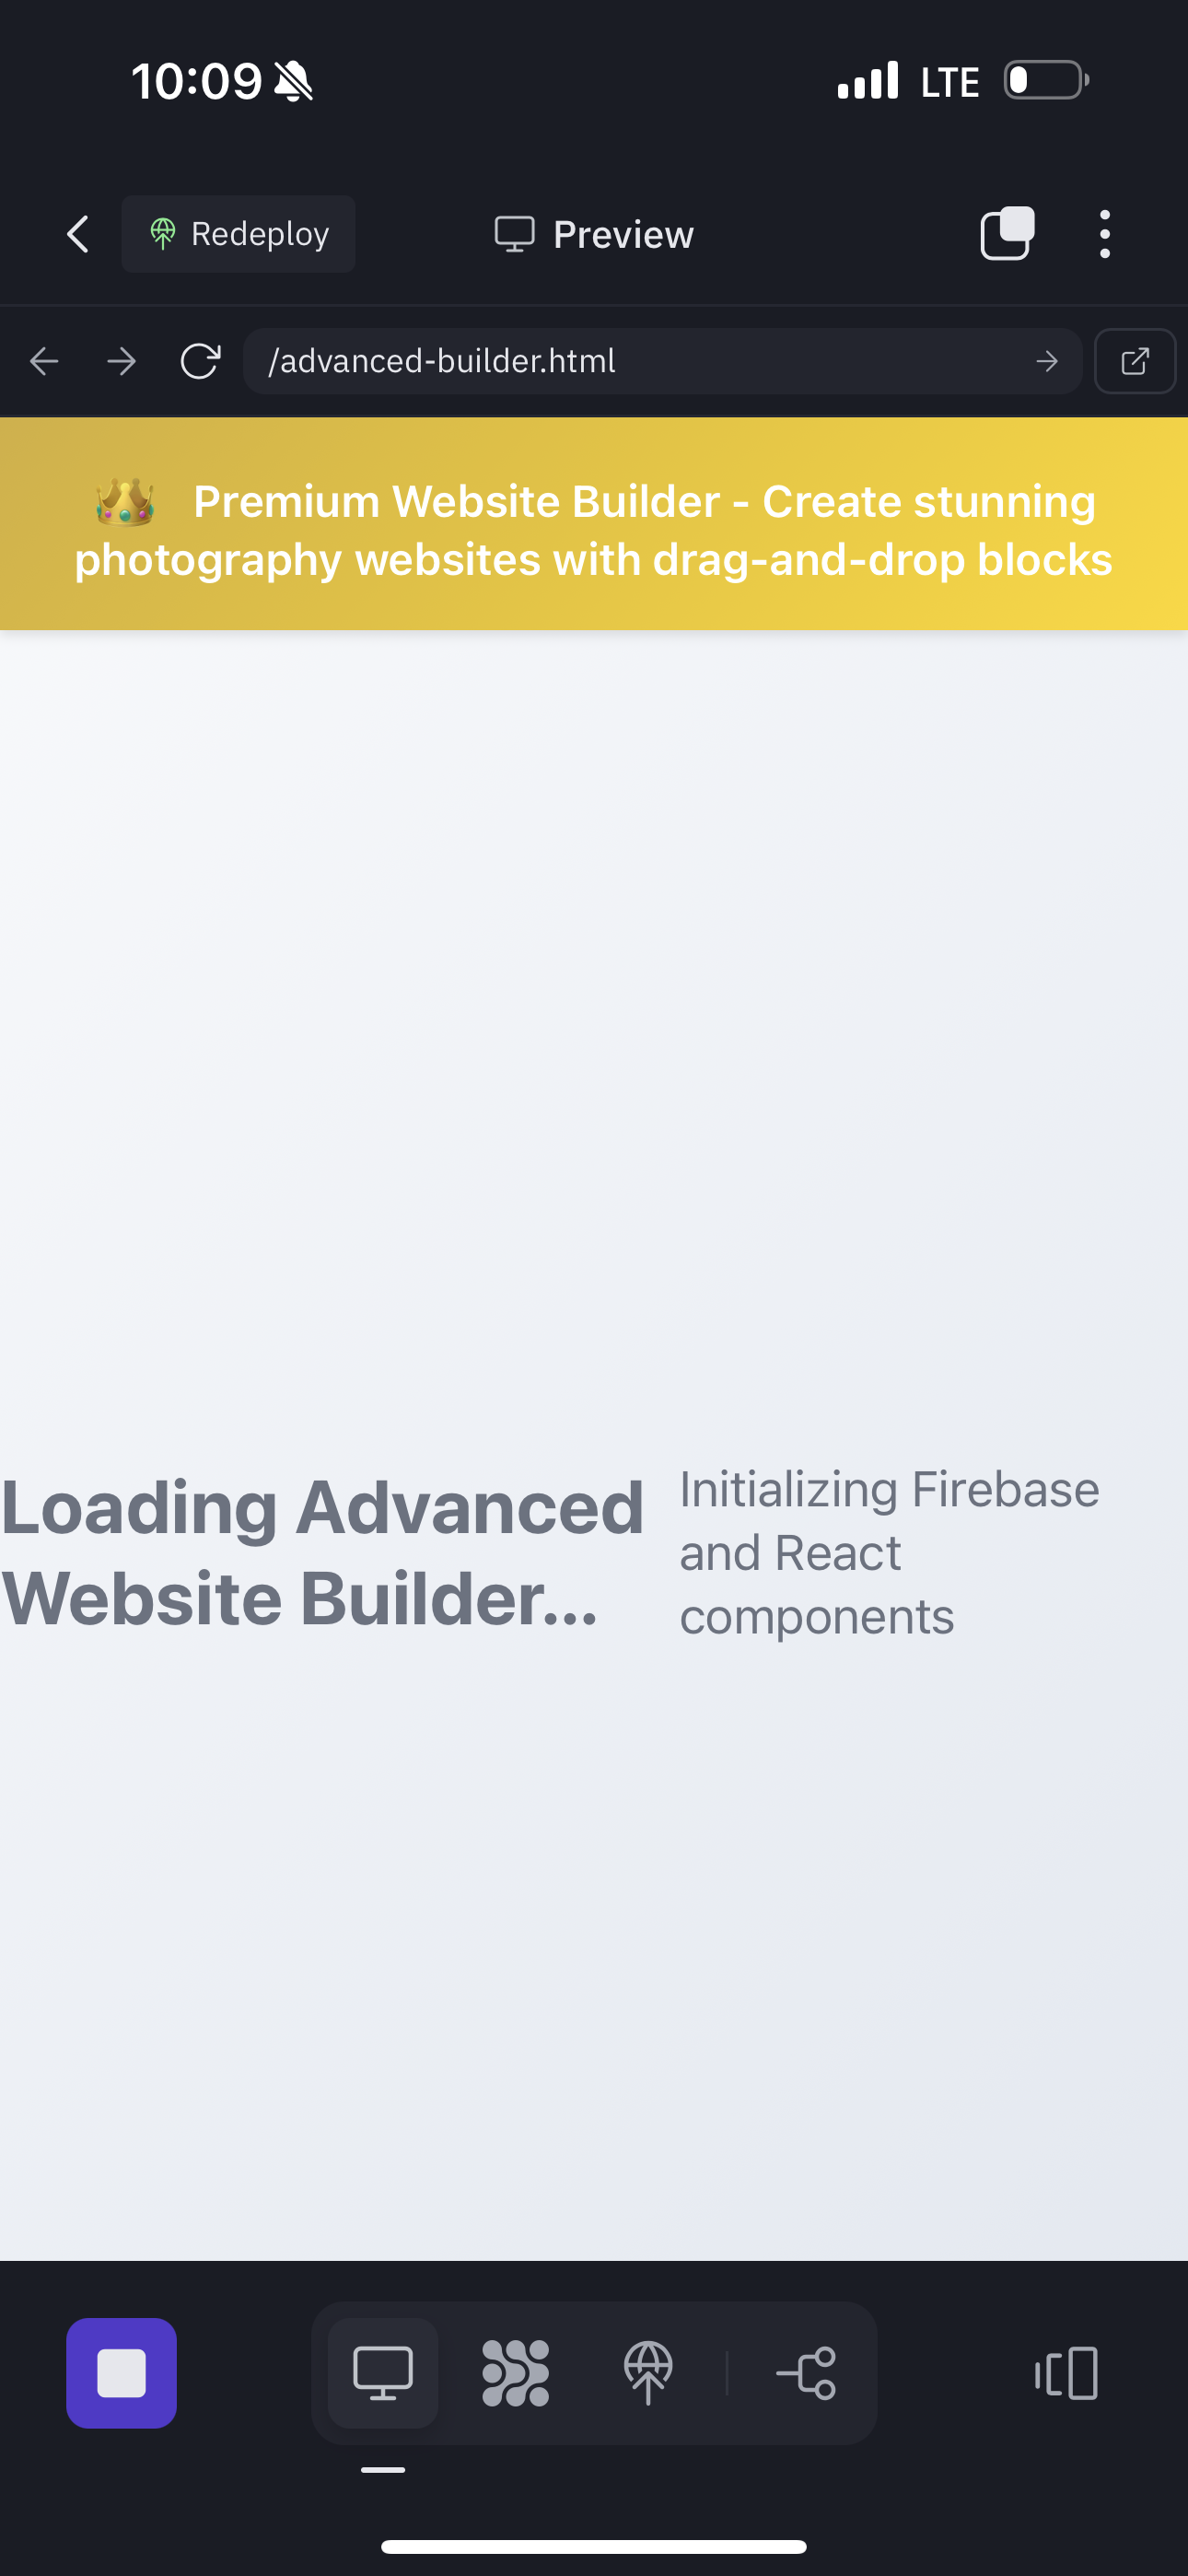 10:09
LTE
Redeploy
Preview
/advanced-builder.html
Premium Website Builder - Create stunning
photography websites with drag-and-drop blocks
Loading Advanced
Website Builder...
Initializing Firebase
and React
components